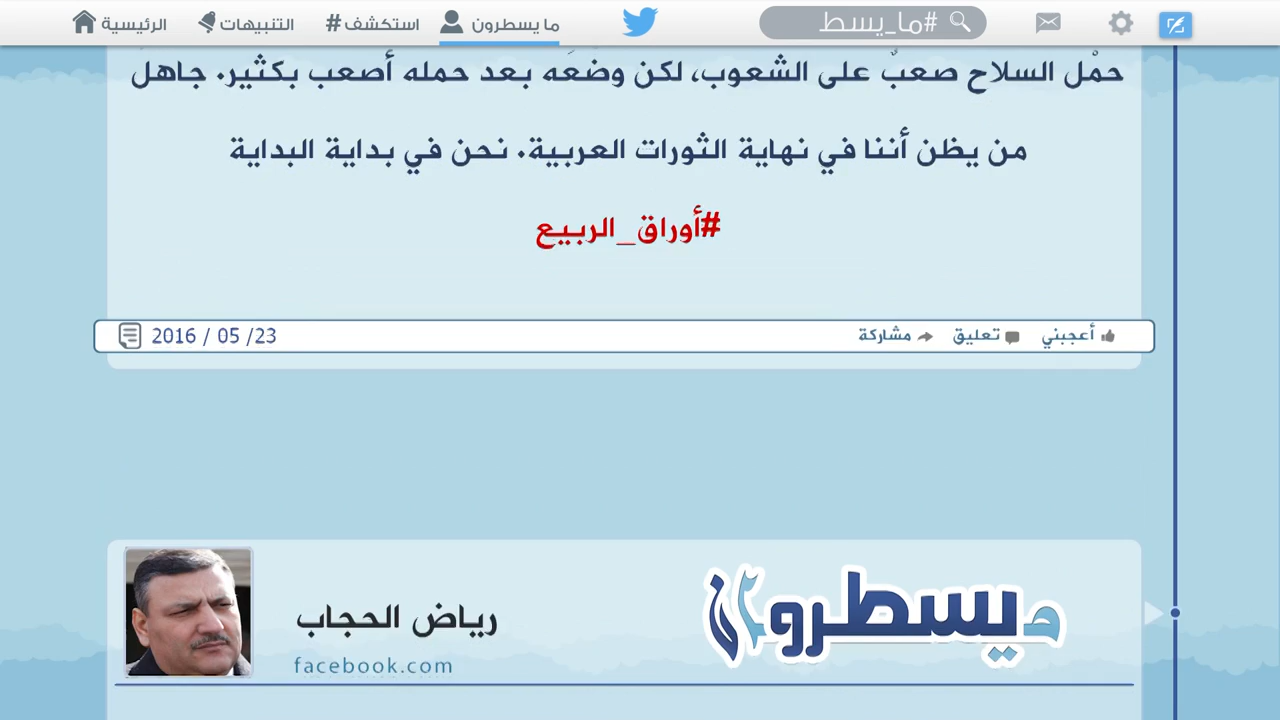 الرئيسية التنبيهات #استكشف ما يسطرون #ما_يسط
حمْل السلاح صعبٌ على الشعوب، لكن وضْعَه بعد حمله أصعب بكثير. جاهل
من يظن أننا في نهاية الثورات العربية. نحن في بداية البداية
#أوراق_الربيع
أعجبني تعليق مشاركة 2016 / 05 /23
ما يسطرون
رياض الحجاب
facebook.com